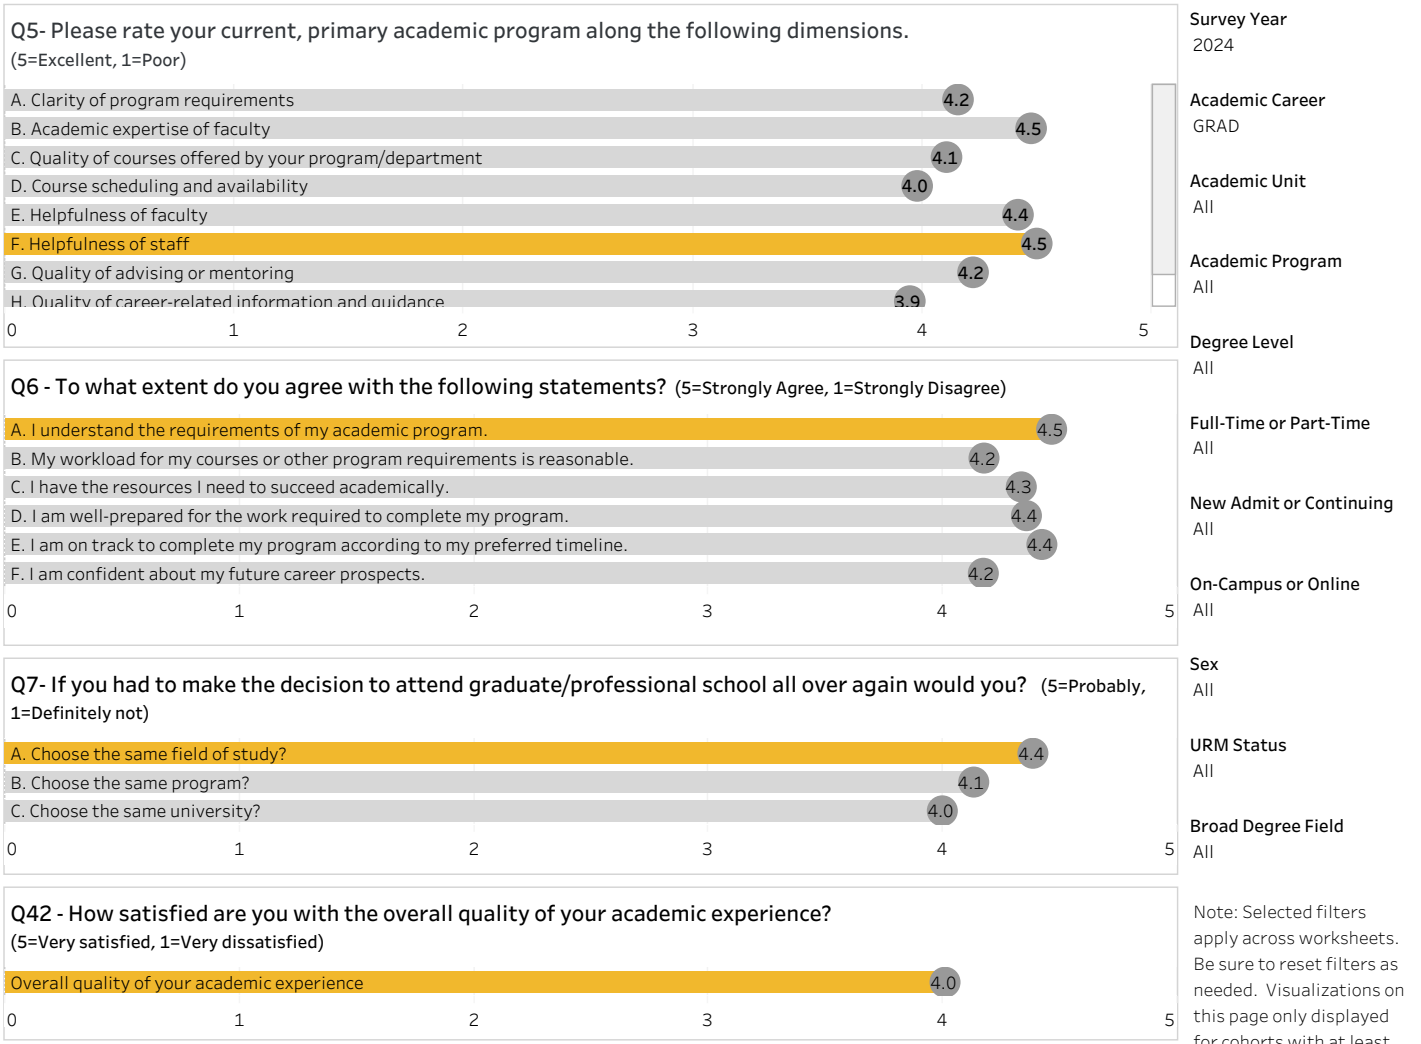 Q5- Please rate your current, primary academic program along the following dimensions.
(5=Excellent, 1=Poor)
A. Clarity of program requirements 4.2
B. Academic expertise of faculty 4.5
C. Quality of courses offered by your program/department 4.1
D. Course scheduling and availability 4.0
E. Helpfulness of faculty 4.4
F. Helpfulness of staff 4.5
G. Quality of advising or mentoring 4.2
H. Quality of career-related information and guidance 3.9
0 1 2 3 4 5
Q6 - To what extent do you agree with the following statements? (5=Strongly Agree, 1=Strongly Disagree)
A. I understand the requirements of my academic program. 4.5
B. My workload for my courses or other program requirements is reasonable. 4.2
C. I have the resources I need to succeed academically. 4.3
D. I am well-prepared for the work required to complete my program. 4.4
E. I am on track to complete my program according to my preferred timeline. 4.4
F. I am confident about my future career prospects. 4.2
0 1 2 3 4 5
Q7- If you had to make the decision to attend graduate/professional school all over again would you? (5=Probably,
1=Definitely not)
A. Choose the same field of study? 4.4
B. Choose the same program? 4.1
C. Choose the same university? 4.0
0 1 2 3 4 5
Q42 - How satisfied are you with the overall quality of your academic experience?
(5=Very satisfied, 1=Very dissatisfied)
Overall quality of your academic experience 4.0
0 1 2 3 4 5
Survey Year
2024
Academic Career
GRAD
Academic Unit
All
Academic Program
All
Degree Level
All
Full-Time or Part-Time
All
New Admit or Continuing
All
On-Campus or Online
All
Sex
All
URM Status
All
Broad Degree Field
All
Note: Selected filters
apply across worksheets.
Be sure to reset filters as
needed. Visualizations on
this page only displayed
for cohorts with at least